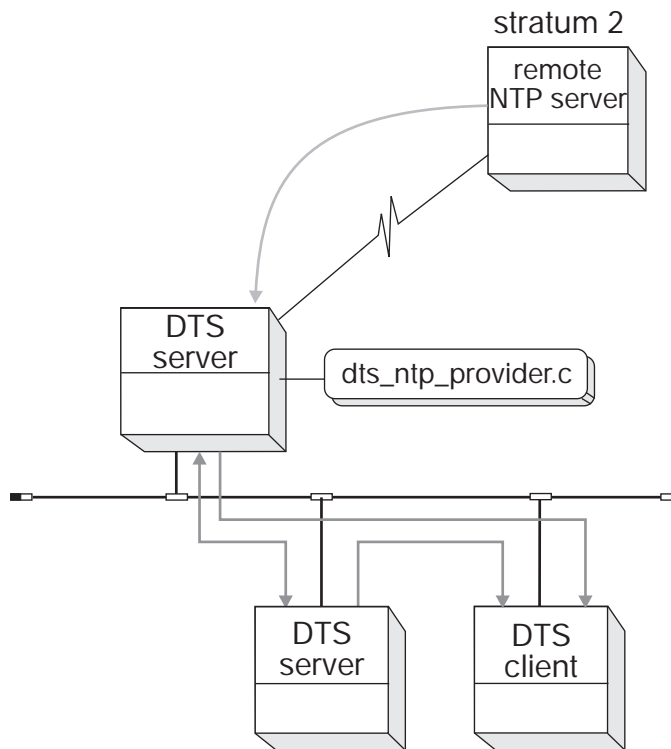 stratum 2
remote
NTP server
DTS
server
dts_ntp_provider.c
DTS
server
DTS
client